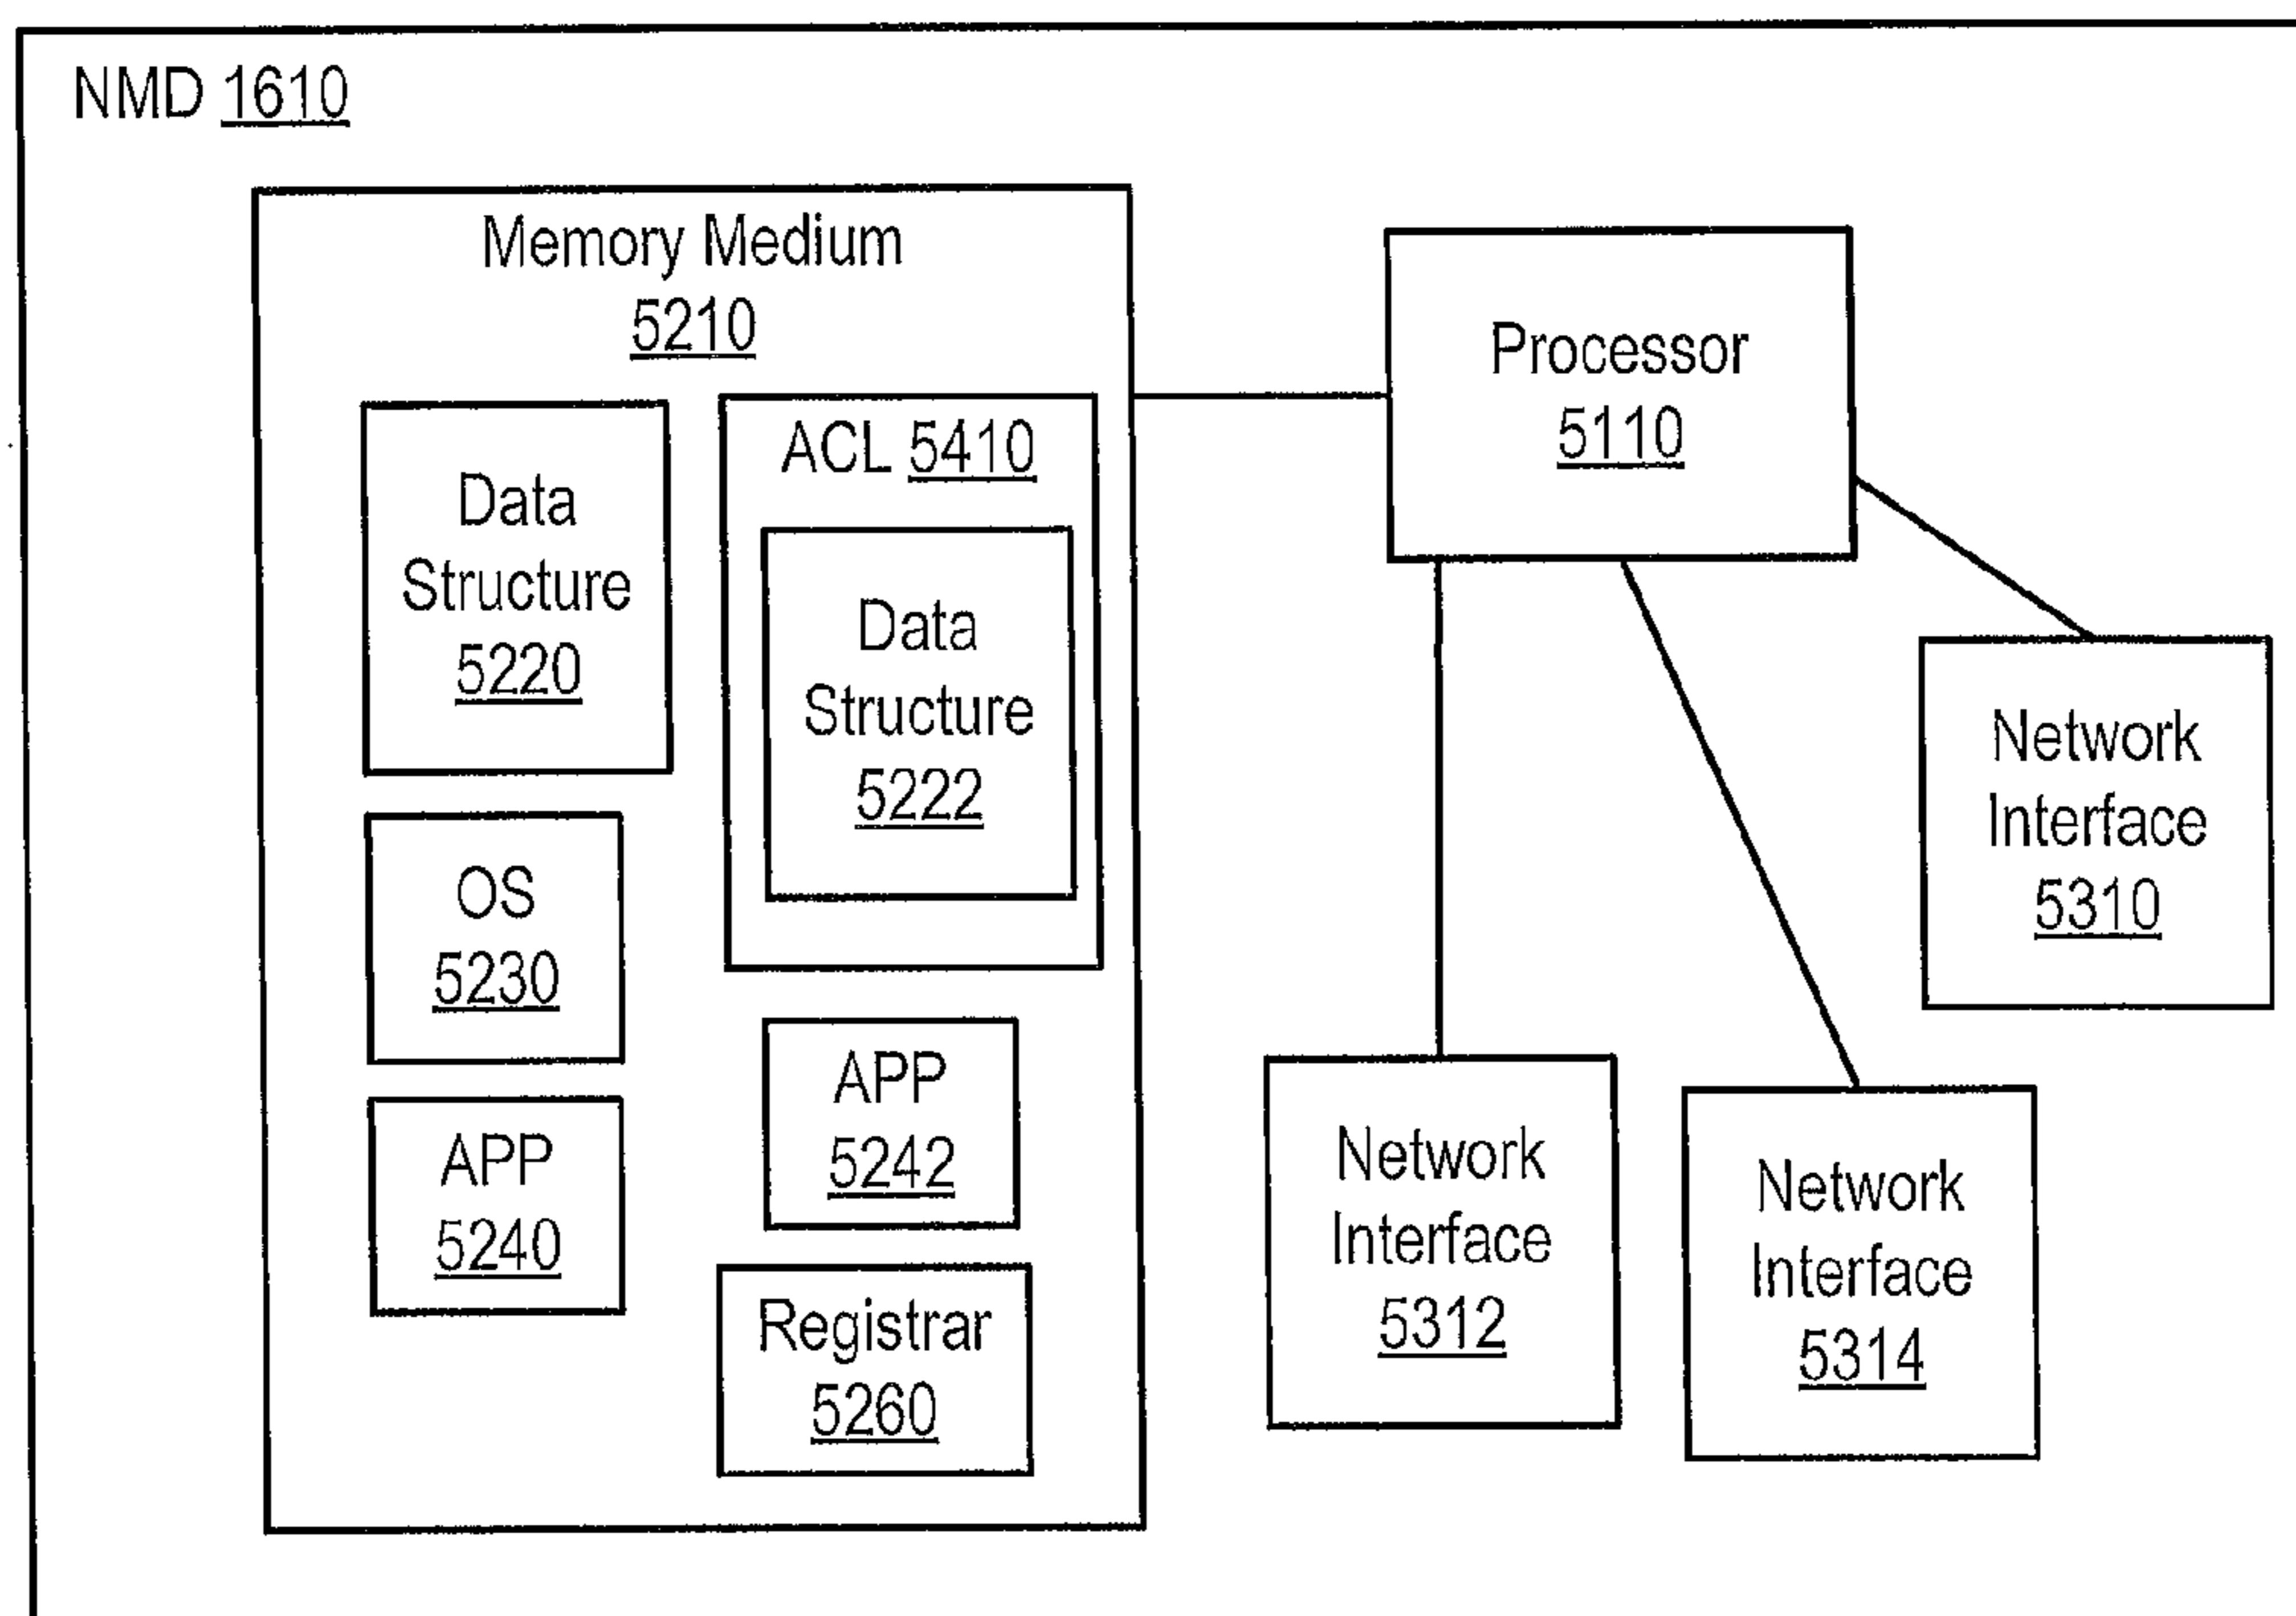 NMD 1610
Memory Medium
5210
Data
Structure
5220
ACL 5410
Data
Structure
5222
OS
5230
APP
5240
APP
5242
Registrar
5260
Processor
5110
Network
Interface
5310
Network
Interface
5312
Network
Interface
5314